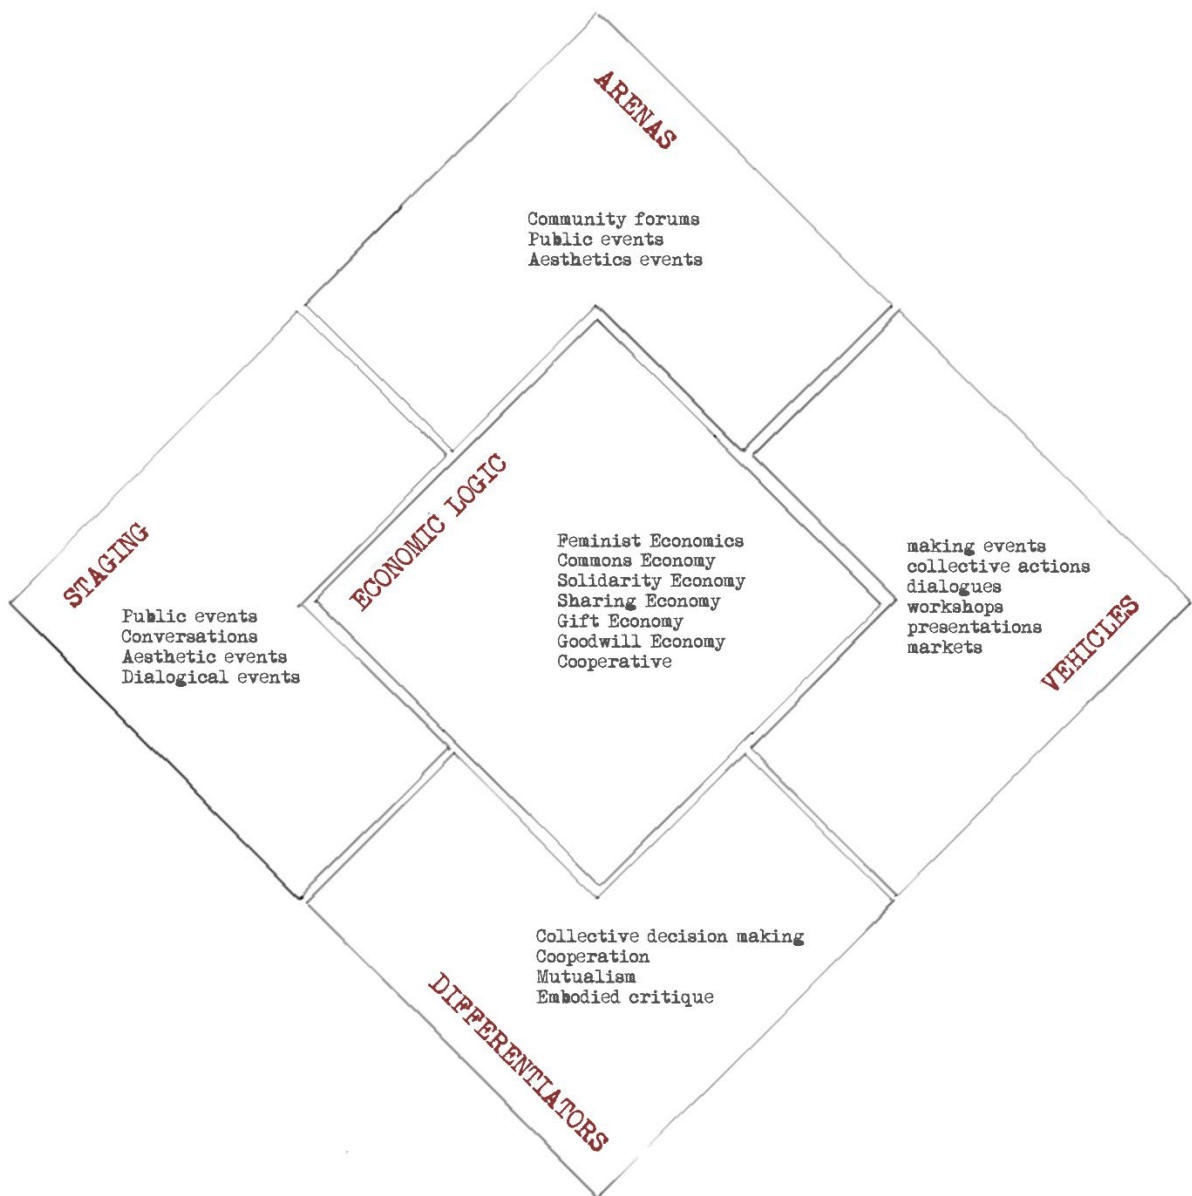 ARENAS
Community forums
Public events
Aesthetics events
STAGING
Public events
Conversations
Aesthetic events
Dialogical events
ECONOMIC LOGIC
Feminist Economics
Commons Economy
Solidarity Economy
Sharing Economy
Gift Economy
Goodwill Economy
Cooperative
making events
collective actions
dialogues
workshops
presentations
markets
VEHICLES
Collective decision making
Cooperation
Mutualism
Embodied critique
DIFFERENTIATORS